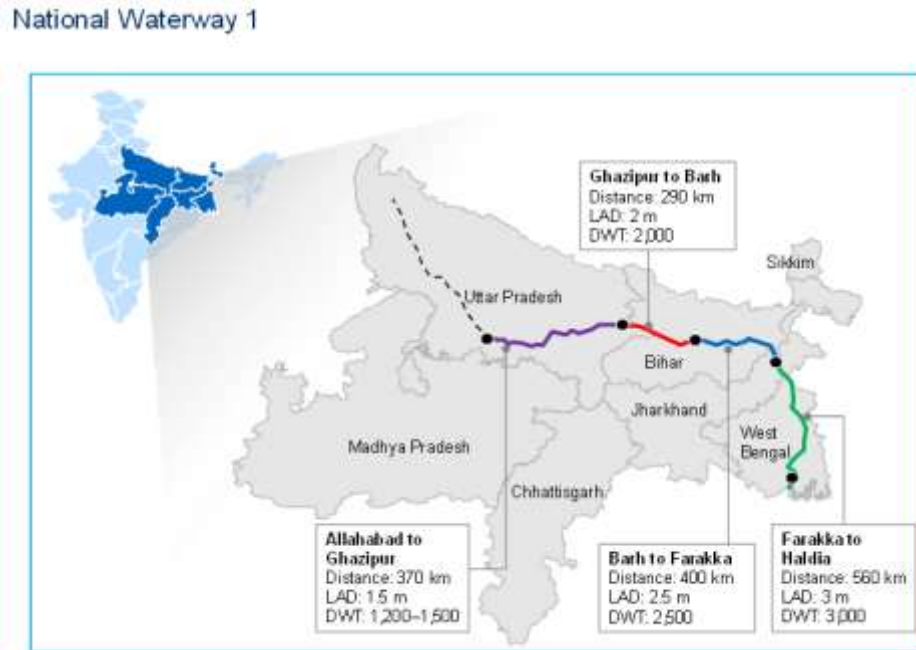 National Waterway 1
Ghazipur to Barh
Distance: 290 km
LAD: 2 m
DWT: 2,000
Sikkim
Uttar Pradesh
Bihar
Jharkhand
West
Bengal
Madhya Pradesh
Chhattisgarh
Allahabad to
Ghazipur
Distance: 370 km
LAD: 1.5 m
DWT: 1,200–1,500
Barh to Farakka
Distance: 400 km
LAD: 2.5 m
DWT: 2,500
Farakka to
Haldia
Distance: 560 km
LAD: 3 m
DWT: 3,000